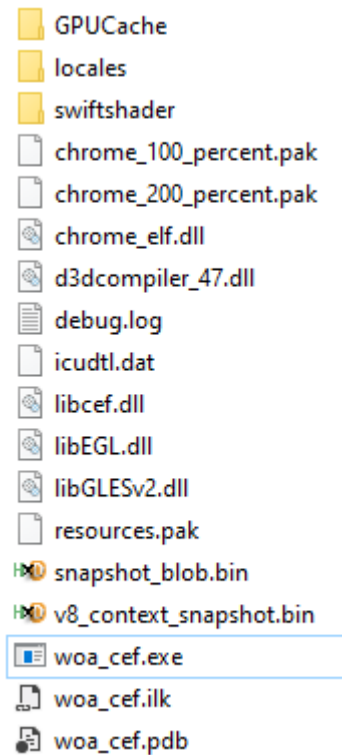 GPUCache
locales
swiftshader
chrome_100_percent.pak
chrome_200_percent.pak
chrome_elf.dll
d3dcompiler_47.dll
debug.log
icudtl.dat
libcef.dll
libEGL.dll
libGLESv2.dll
resources.pak
snapshot_blob.bin
v8_context_snapshot.bin
woa_cef.exe
woa_cef.ilk
woa_cef.pdb